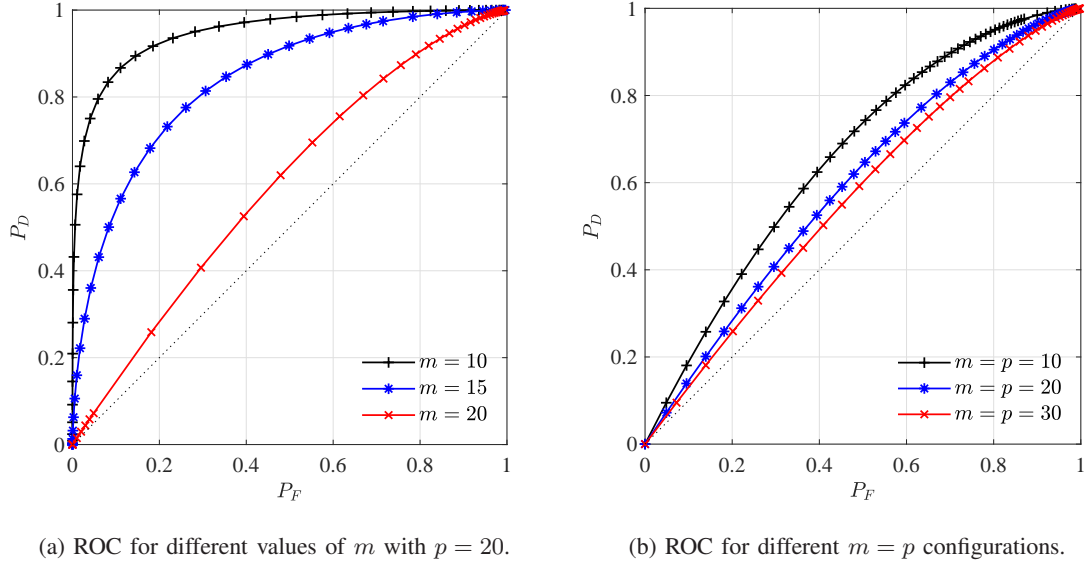 1
0.8
0.6
0.4
0.2
0
P_D
0 0.2 0.4 0.6 0.8 1
P_F
m = 10
m = 15
m = 20
(a) ROC for different values of m with p = 20.
1
0.8
0.6
0.4
0.2
0
P_D
0 0.2 0.4 0.6 0.8 1
P_F
m = p = 10
m = p = 20
m = p = 30
(b) ROC for different m = p configurations.